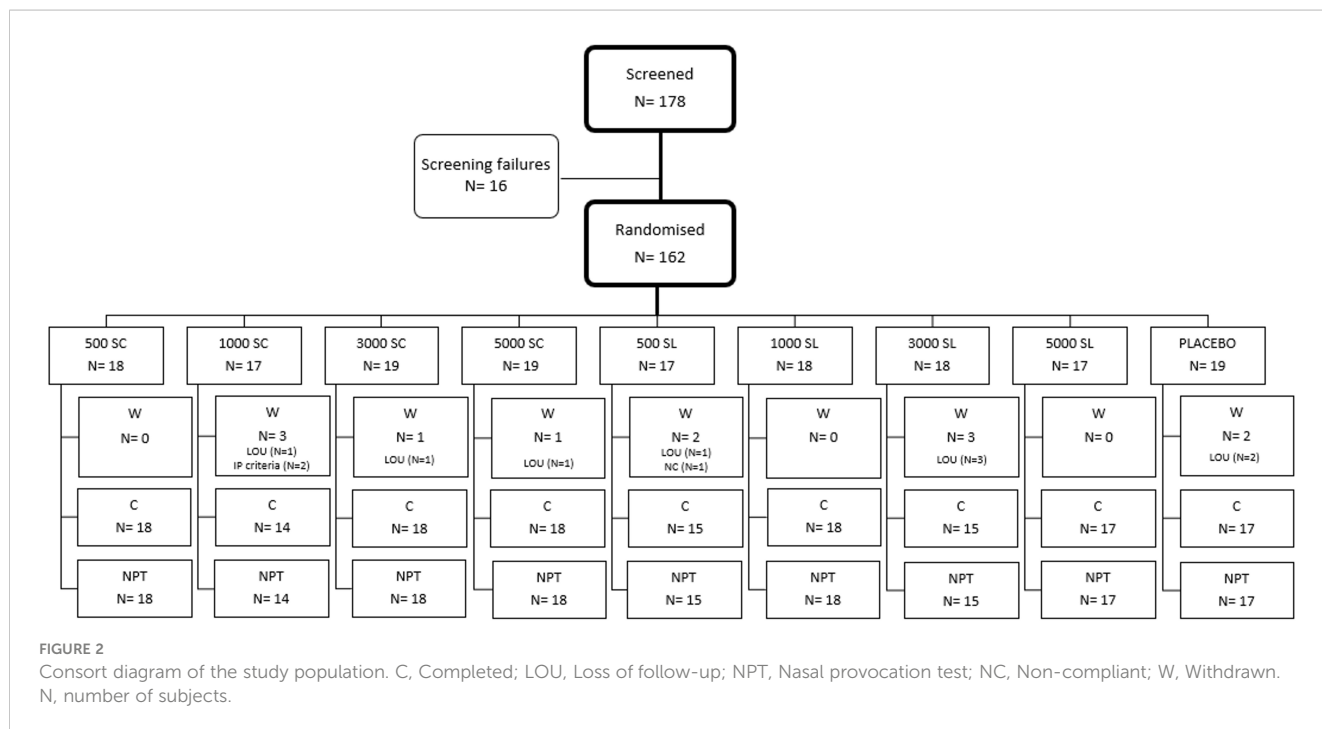 Screened
N= 178
Screening failures
N= 16
Randomised
N= 162
500 SC
N= 18
1000 SC
N= 17
3000 SC
N= 19
5000 SC
N= 19
500 SL
N= 17
1000 SL
N= 18
3000 SL
N= 18
5000 SL
N= 17
PLACEBO
N= 19
W
N= 0
W
N= 3
LOU (N=1)
IP criteria (N=2)
W
N= 1
LOU (N=1)
W
N= 1
LOU (N=1)
W
N= 2
LOU (N=1)
NC (N=1)
W
N= 0
W
N= 3
LOU (N=3)
W
N= 0
W
N= 2
LOU (N=2)
C
N= 18
C
N= 14
C
N= 18
C
N= 18
C
N= 15
C
N= 18
C
N= 15
C
N= 17
C
N= 17
NPT
N= 18
NPT
N= 14
NPT
N= 18
NPT
N= 18
NPT
N= 15
NPT
N= 18
NPT
N= 15
NPT
N= 17
NPT
N= 17
FIGURE 2
Consort diagram of the study population. C, Completed; LOU, Loss of follow-up; NPT, Nasal provocation test; NC, Non-compliant; W, Withdrawn.
N, number of subjects.